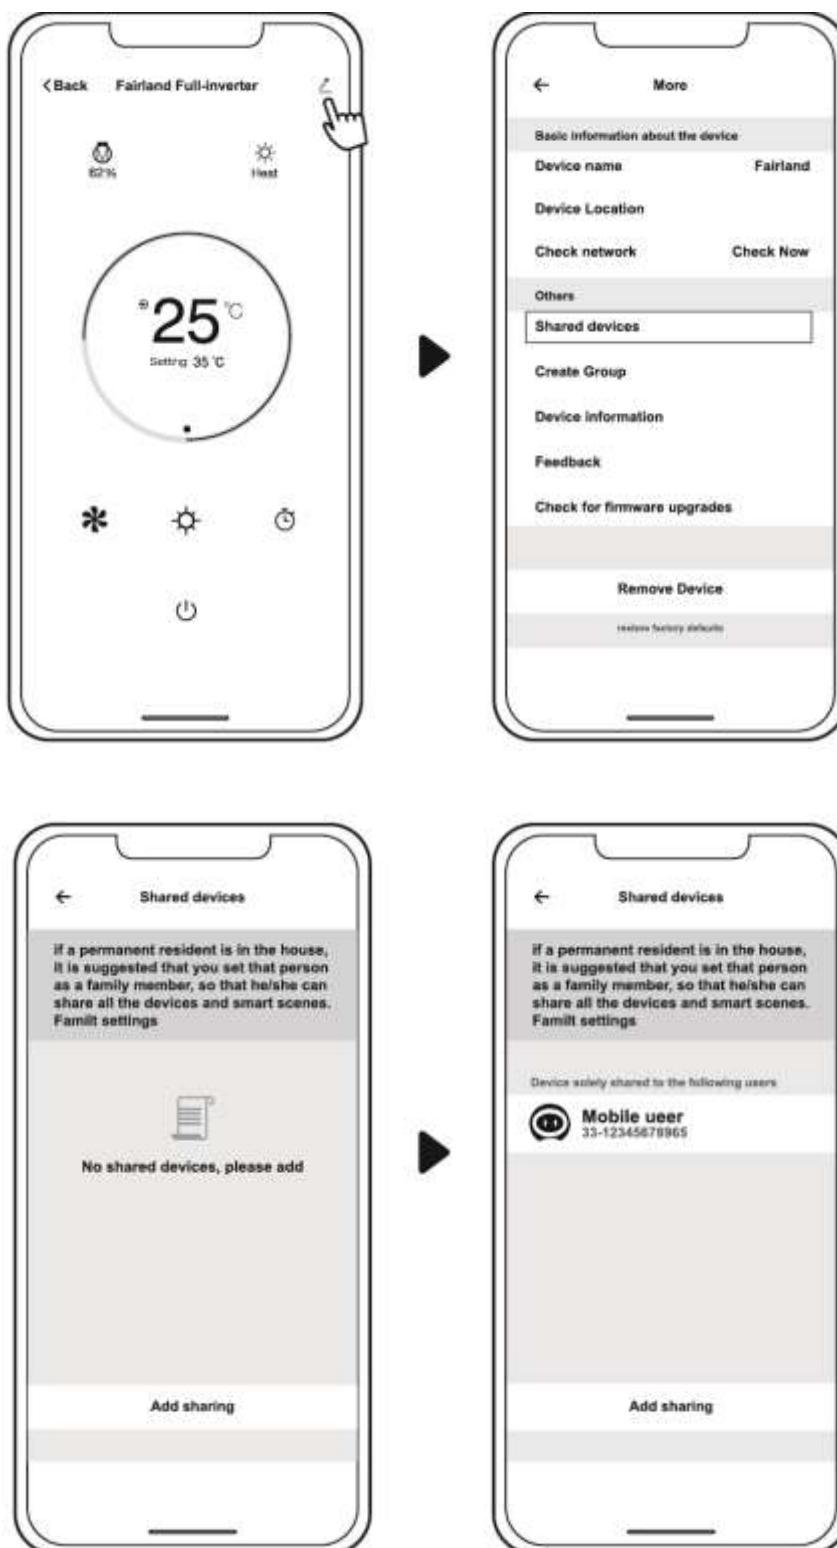 <Back Fairland Full-inverter
62% Heat
25 °C
Setting 35 °C
← More
Basic information about the device
Device name Fairland
Device Location
Check network Check Now
Others
Shared devices
Create Group
Device information
Feedback
Check for firmware upgrades
Remove Device
restore factory defaults
← Shared devices
if a permanent resident is in the house,
it is suggested that you set that person
as a family member, so that he/she can
share all the devices and smart scenes.
Familt settings
No shared devices, please add
Add sharing
← Shared devices
if a permanent resident is in the house,
it is suggested that you set that person
as a family member, so that he/she can
share all the devices and smart scenes.
Familt settings
Device solely shared to the following users
Mobile ueer
33-12345678965
Add sharing